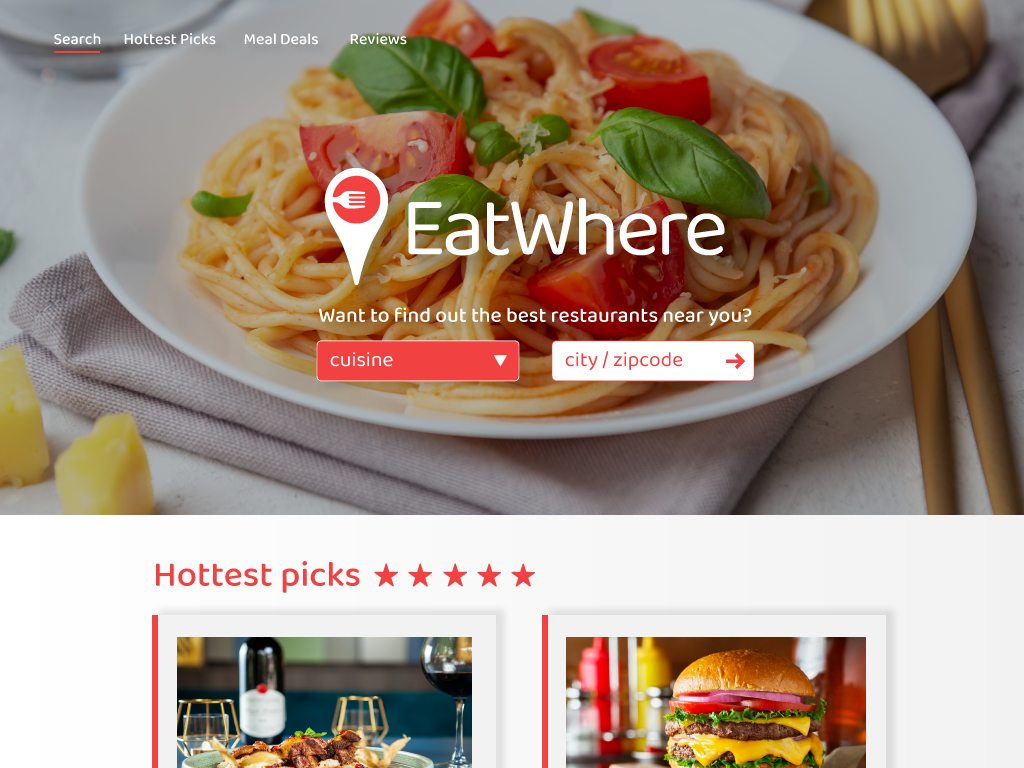 Search Hottest Picks Meal Deals Reviews
EatWhere
Want to find out the best restaurants near you?
cuisine ▼ city / zipcode →
Hottest picks ★ ★ ★ ★ ★